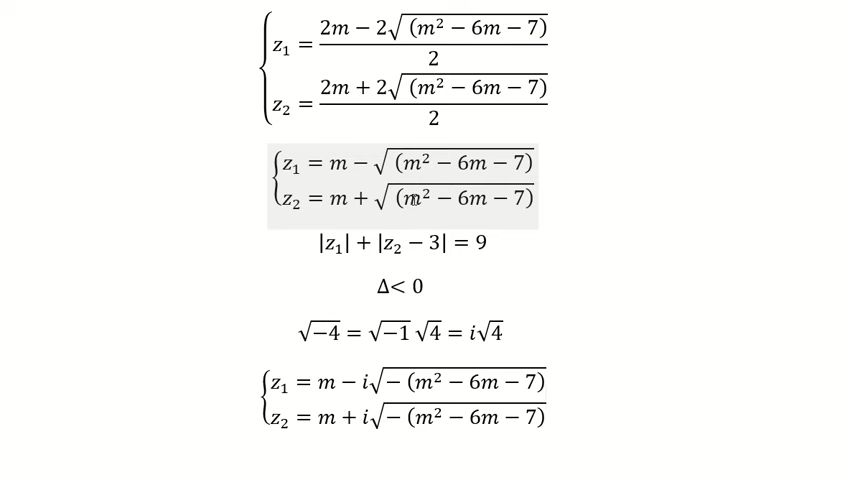 z₁ = (2m − 2√(m² − 6m − 7))/2
z₂ = (2m + 2√(m² − 6m − 7))/2
z₁ = m − √(m² − 6m − 7)
z₂ = m + √(m² − 6m − 7)
|z₁| + |z₂ − 3| = 9
Δ< 0
√−4 = √−1 √4 = i√4
z₁ = m − i√−(m² − 6m − 7)
z₂ = m + i√−(m² − 6m − 7)